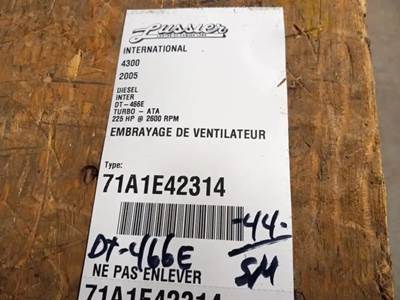 Lussier
INTERNATIONAL
4300
2005
DIESEL
INTER
DT-466E
TURBO - ATA
225 HP @ 2600 RPM
EMBRAYAGE DE VENTILATEUR
Type:
71A1E42314
-44-
S/M
DT-466E
NE PAS ENLEVER
71A1E42314